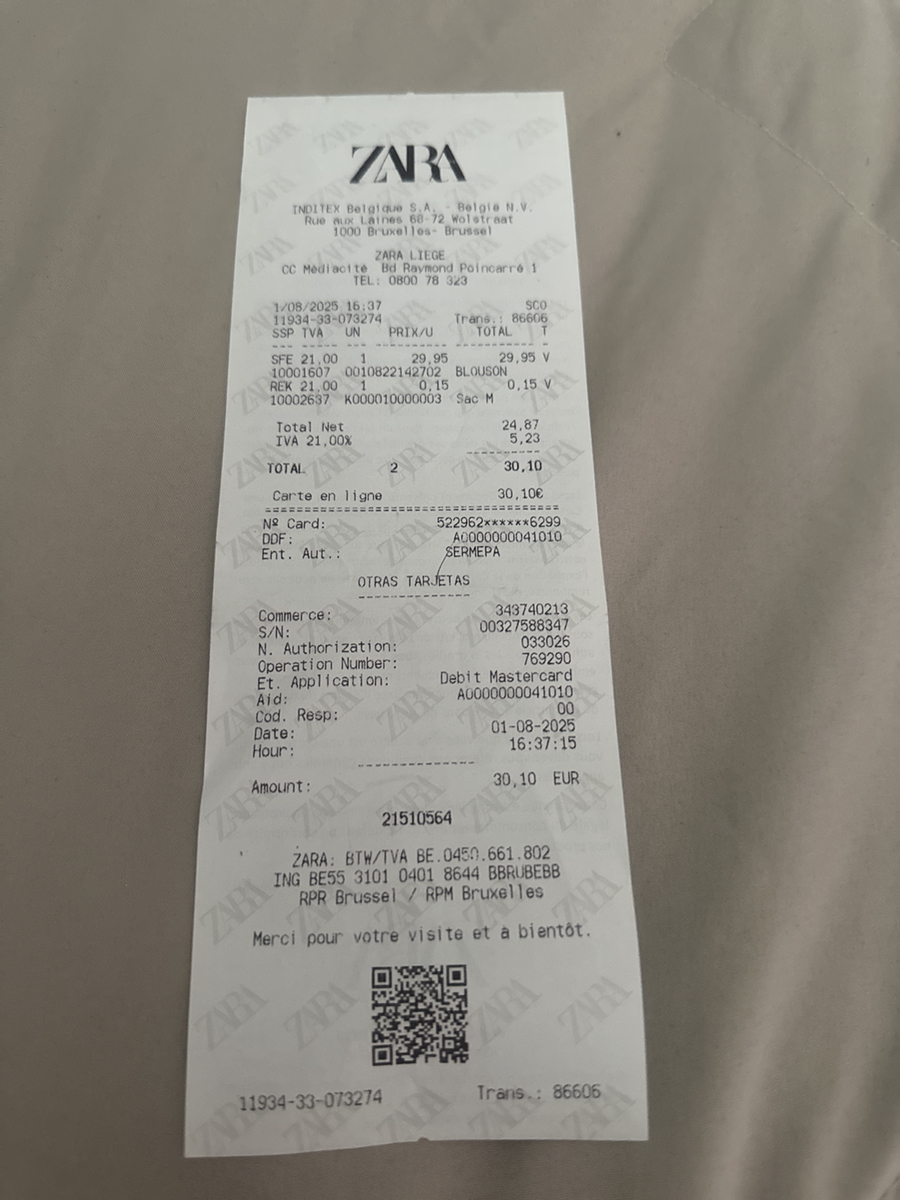 ZARA
INDITEX Belgique S.A. - België N.V.
Rue aux Laines 68-72 Wolstraat
1000 Bruxelles- Brussel
ZARA LIEGE
CC Médiacité Bd Raymond Poincarré 1
TEL: 0800 78 323
1/08/2025 16:37 SCO
11934-33-073274 Trans.: 86606
SSP TVA UN PRIX/U TOTAL T
SFE 21,00 1 29,95 29,95 V
10001607 0010822142702 BLOUSON
REK 21,00 1 0,15 0,15 V
10002637 K000010000003 Sac M
Total Net 24,87
IVA 21,00% 5,23
TOTAL 2 30,10
Carte en ligne 30,10€
Nº Card: 522962******6299
DDF: A0000000041010
Ent. Aut.: SERMEPA
OTRAS TARJETAS
Commerce: 343740213
S/N: 00327588347
N. Authorization: 033026
Operation Number: 769290
Et. Application: Debit Mastercard
Aid: A0000000041010
Cod. Resp: 00
Date: 01-08-2025
Hour: 16:37:15
Amount: 30,10 EUR
21510564
ZARA: BTW/TVA BE.0450.661.802
ING BE55 3101 0401 8644 BBRUBEBB
RPR Brussel / RPM Bruxelles
Merci pour votre visite et à bientôt.
11934-33-073274 Trans.: 86606